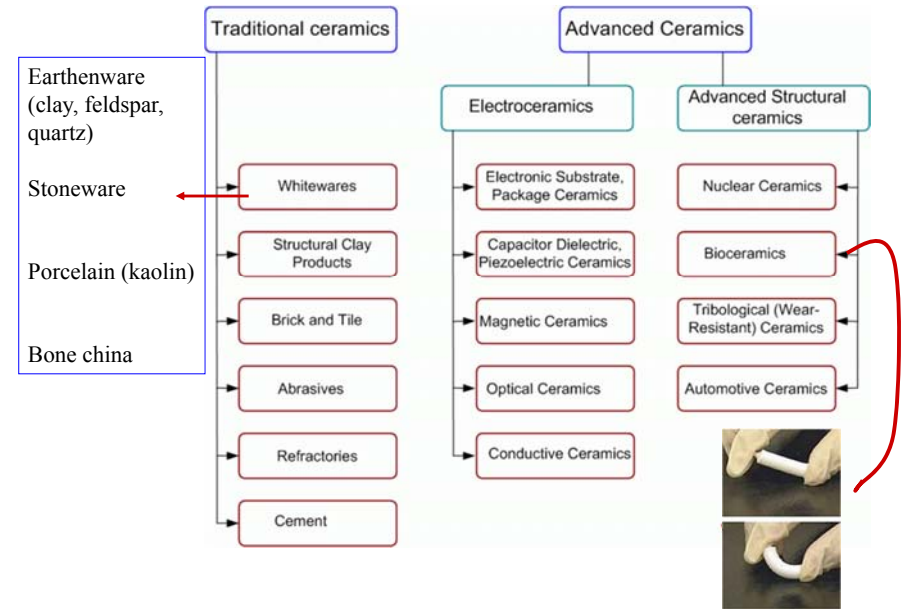 Traditional ceramics
Advanced Ceramics
Earthenware
(clay, feldspar,
quartz)
Stoneware
Porcelain (kaolin)
Bone china
Whitewares
Structural Clay
Products
Brick and Tile
Abrasives
Refractories
Cement
Electroceramics
Electronic Substrate,
Package Ceramics
Capacitor Dielectric,
Piezoelectric Ceramics
Magnetic Ceramics
Optical Ceramics
Conductive Ceramics
Advanced Structural
ceramics
Nuclear Ceramics
Bioceramics
Tribological (Wear-
Resistant) Ceramics
Automotive Ceramics